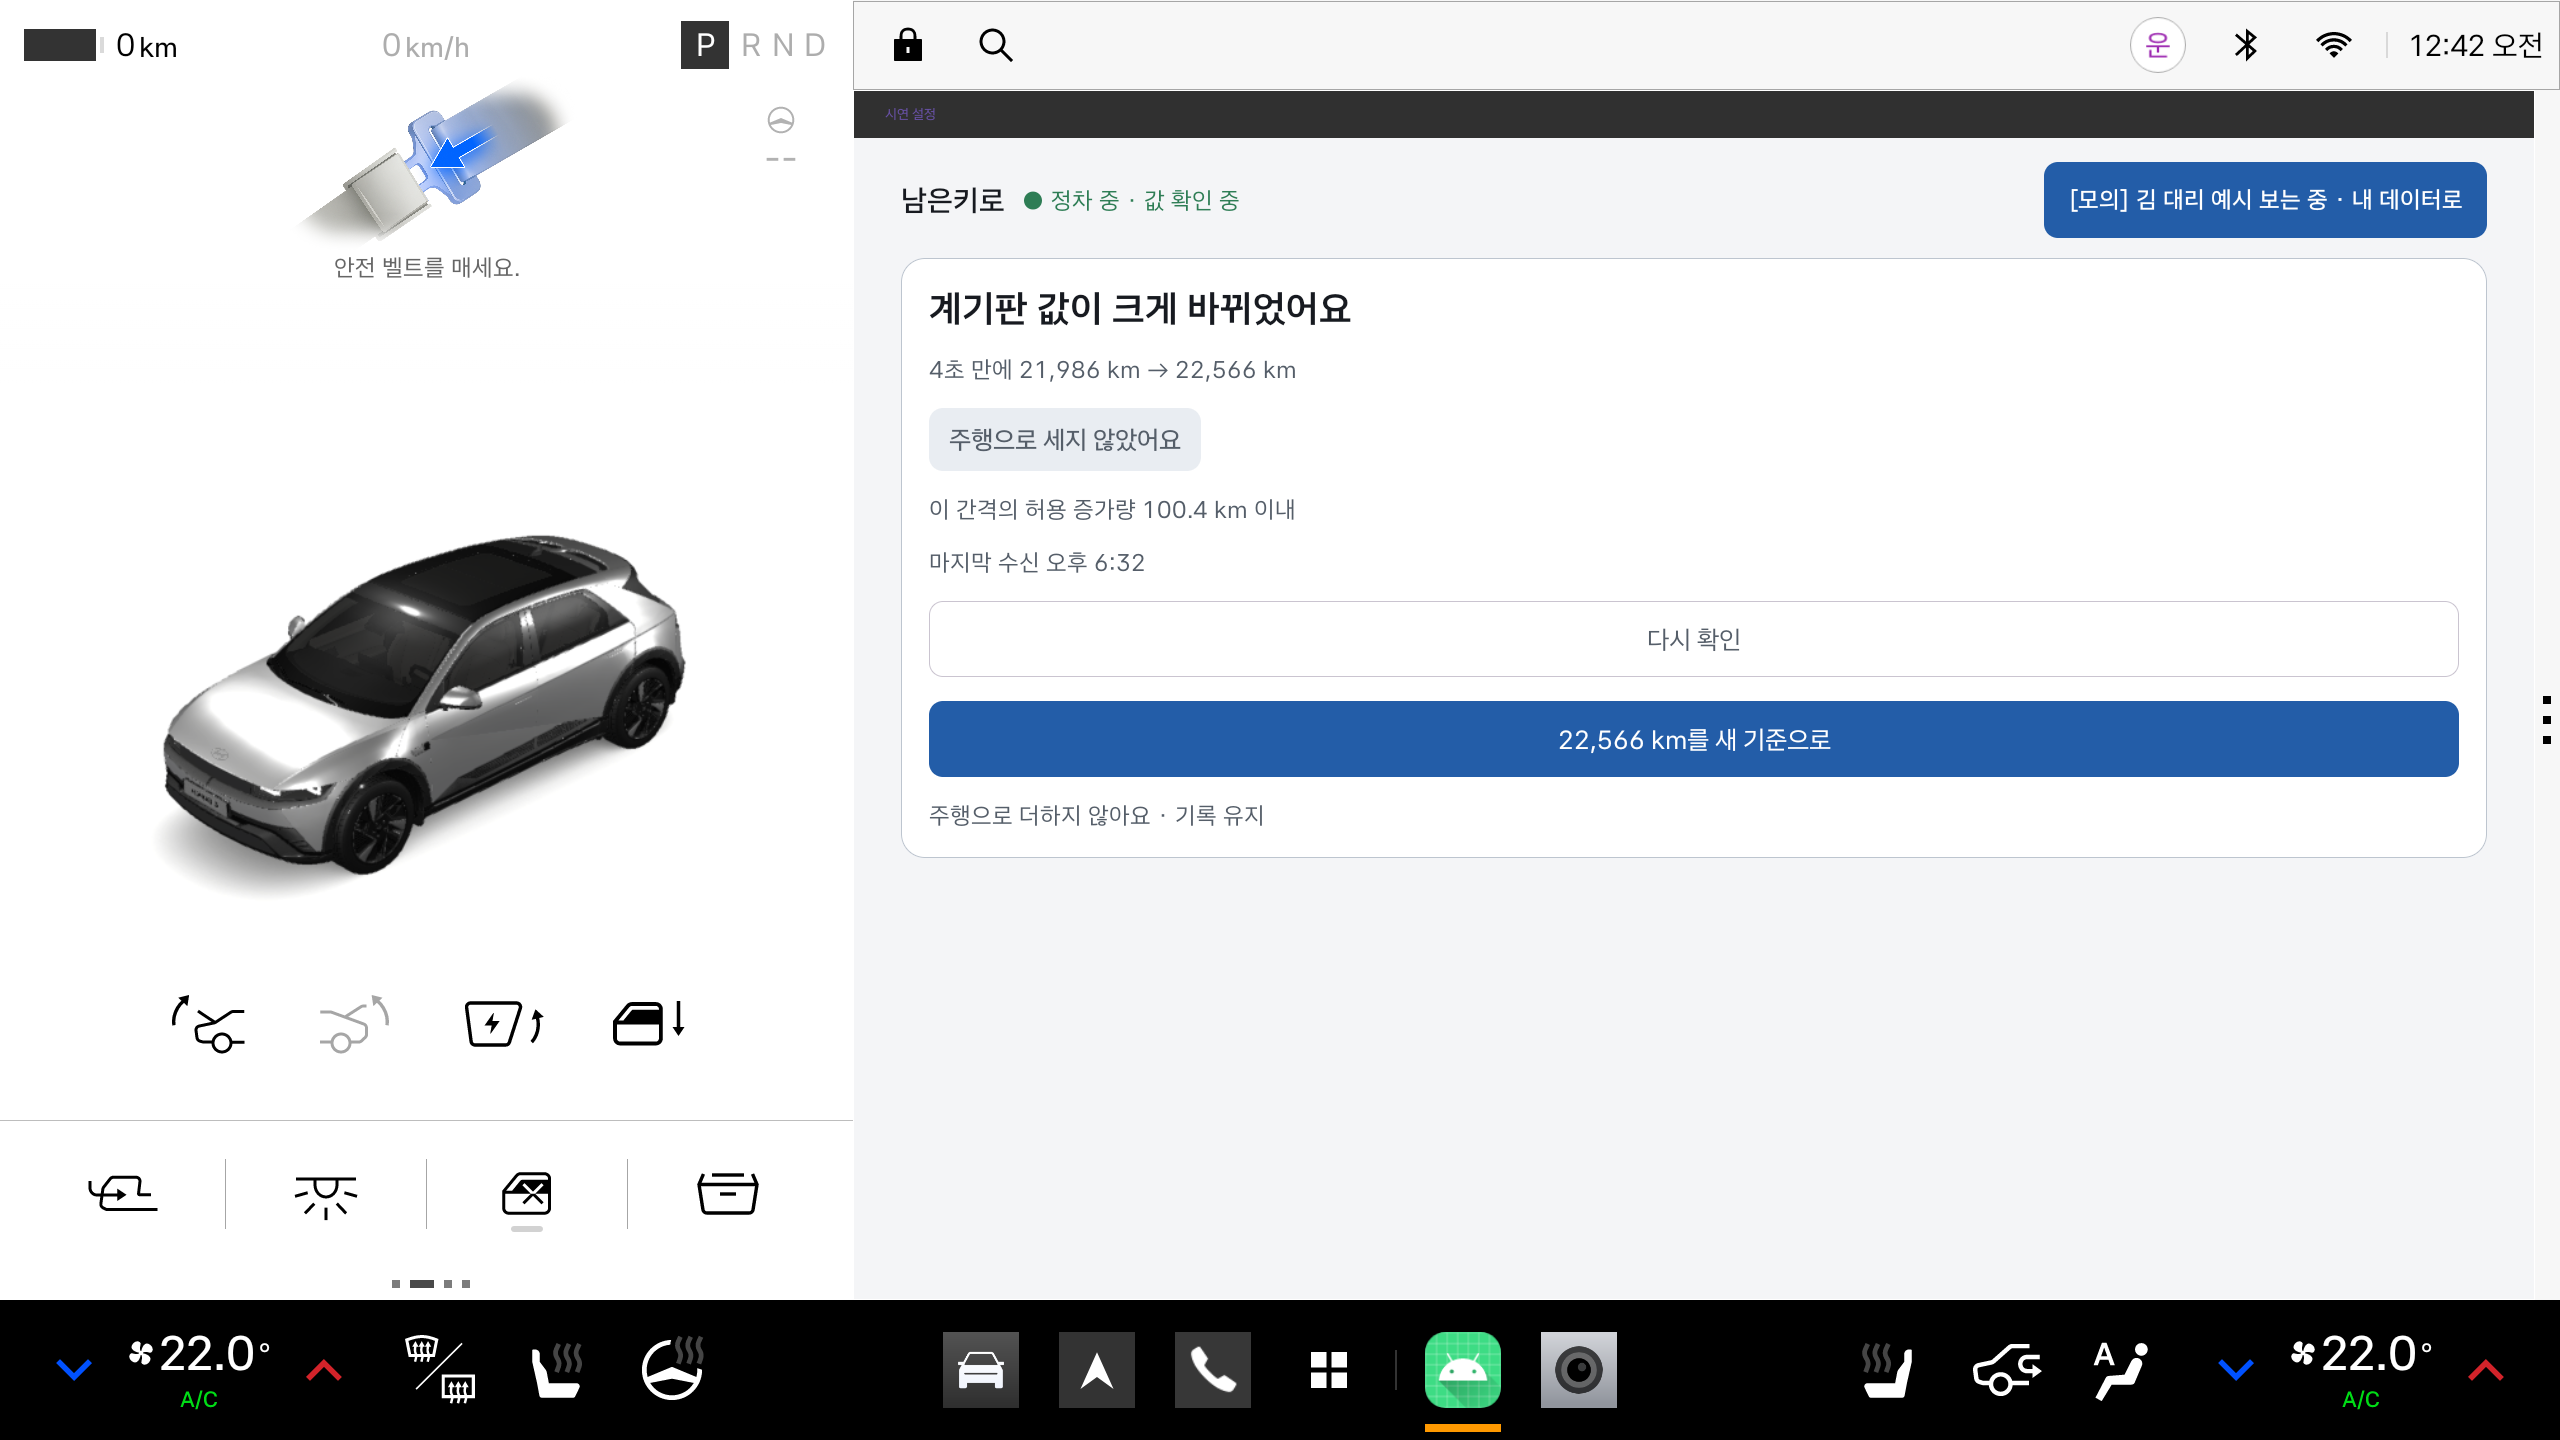 0 km
0 km/h
P R N D
안전 벨트를 매세요.
운
12:42 오전
시연 설정
남은키로
정차 중 · 값 확인 중
[모의] 김 대리 예시 보는 중 · 내 데이터로
계기판 값이 크게 바뀌었어요
4초 만에 21,986 km → 22,566 km
주행으로 세지 않았어요
이 간격의 허용 증가량 100.4 km 이내
마지막 수신 오후 6:32
다시 확인
22,566 km를 새 기준으로
주행으로 더하지 않아요 · 기록 유지
22.0°
A/C
A
22.0°
A/C